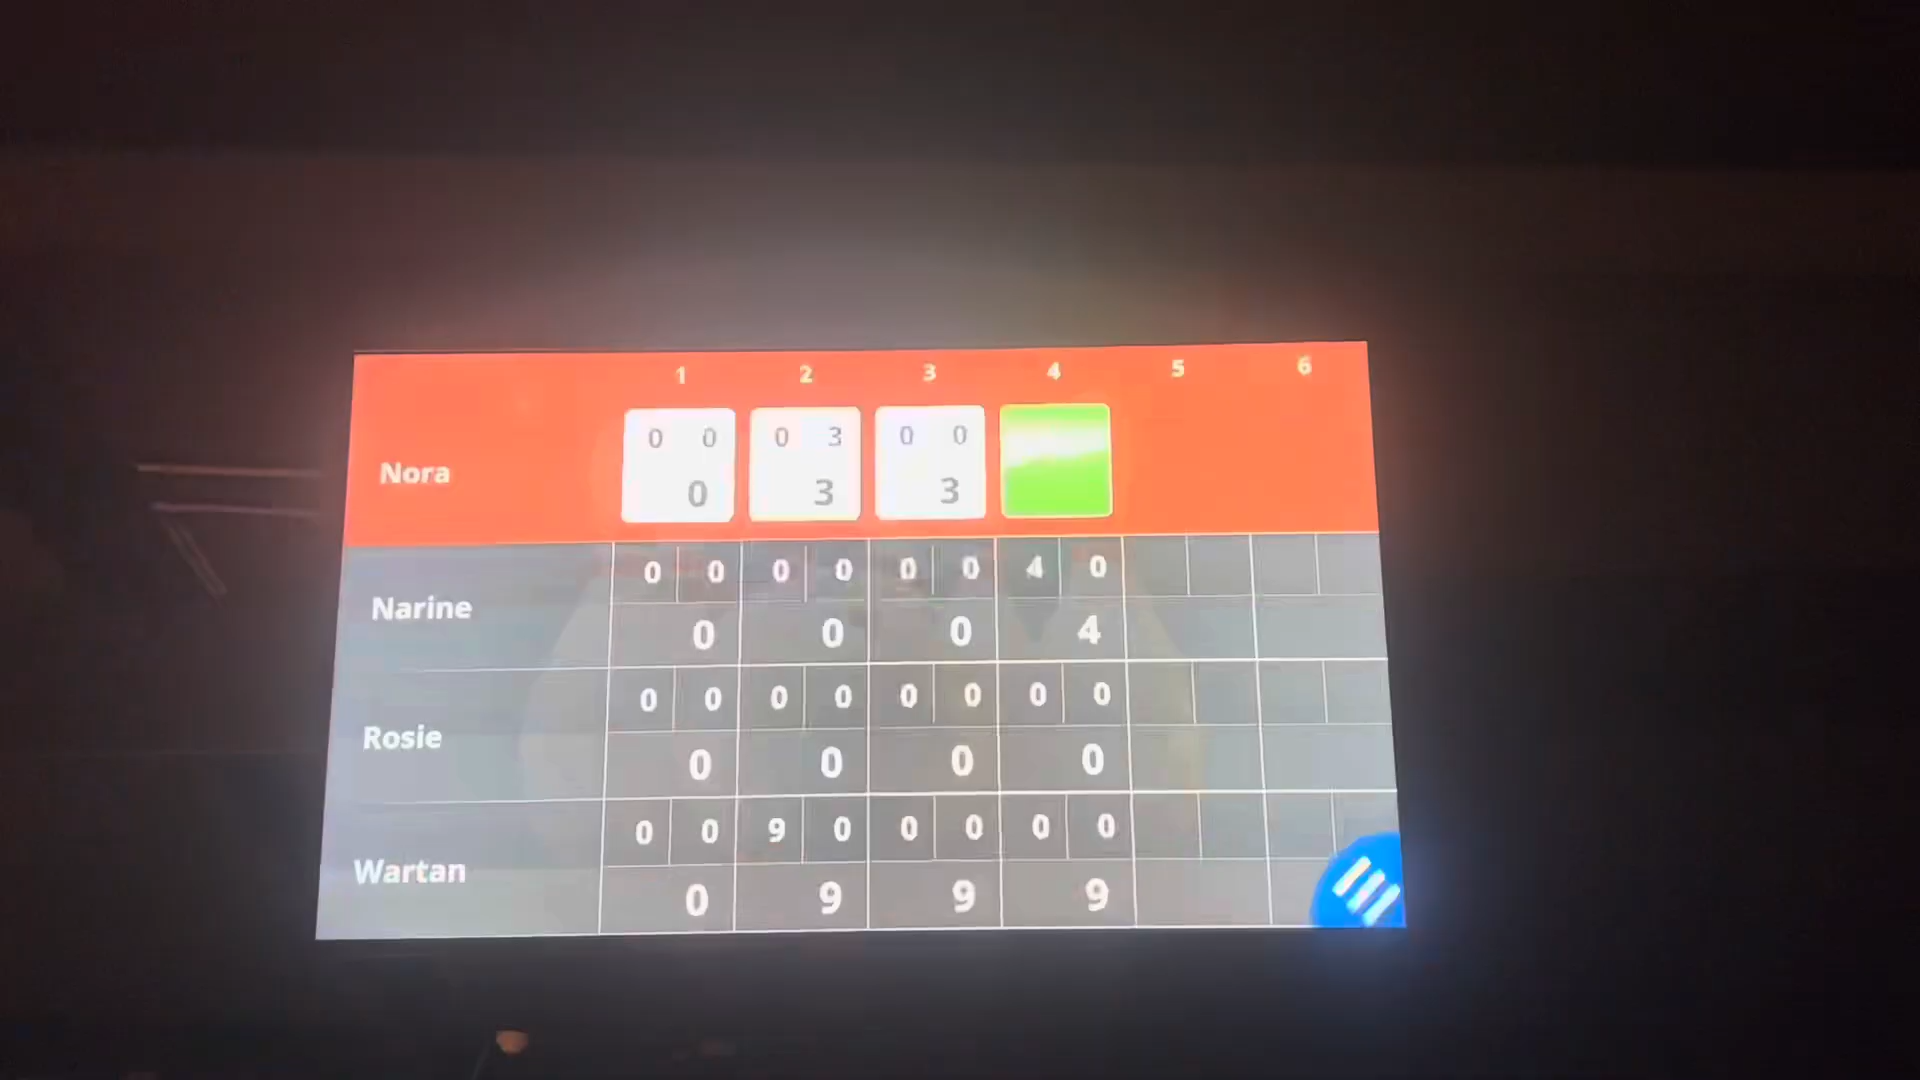 1 2 3 4 5 6
0 0 0 3 0 0
Nora
0 3 3
0 0 0 0 0 0 4 0
Narine
0 0 0 4
0 0 0 0 0 0 0 0
Rosie
0 0 0 0
0 0 9 0 0 0 0 0
Wartan
0 9 9 9